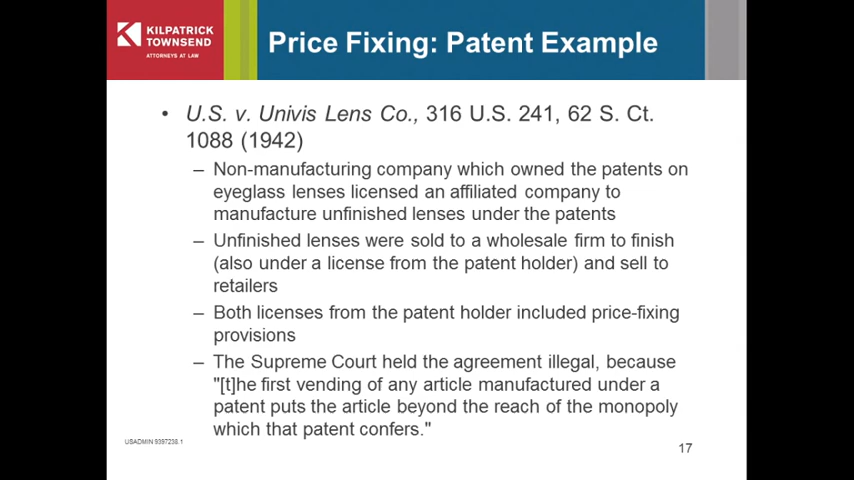 KILPATRICK
TOWNSEND
ATTORNEYS AT LAW
Price Fixing: Patent Example
• U.S. v. Univis Lens Co., 316 U.S. 241, 62 S. Ct.
1088 (1942)
– Non-manufacturing company which owned the patents on
eyeglass lenses licensed an affiliated company to
manufacture unfinished lenses under the patents
– Unfinished lenses were sold to a wholesale firm to finish
(also under a license from the patent holder) and sell to
retailers
– Both licenses from the patent holder included price-fixing
provisions
– The Supreme Court held the agreement illegal, because
"[t]he first vending of any article manufactured under a
patent puts the article beyond the reach of the monopoly
which that patent confers."
USADMIN 9397238.1
17